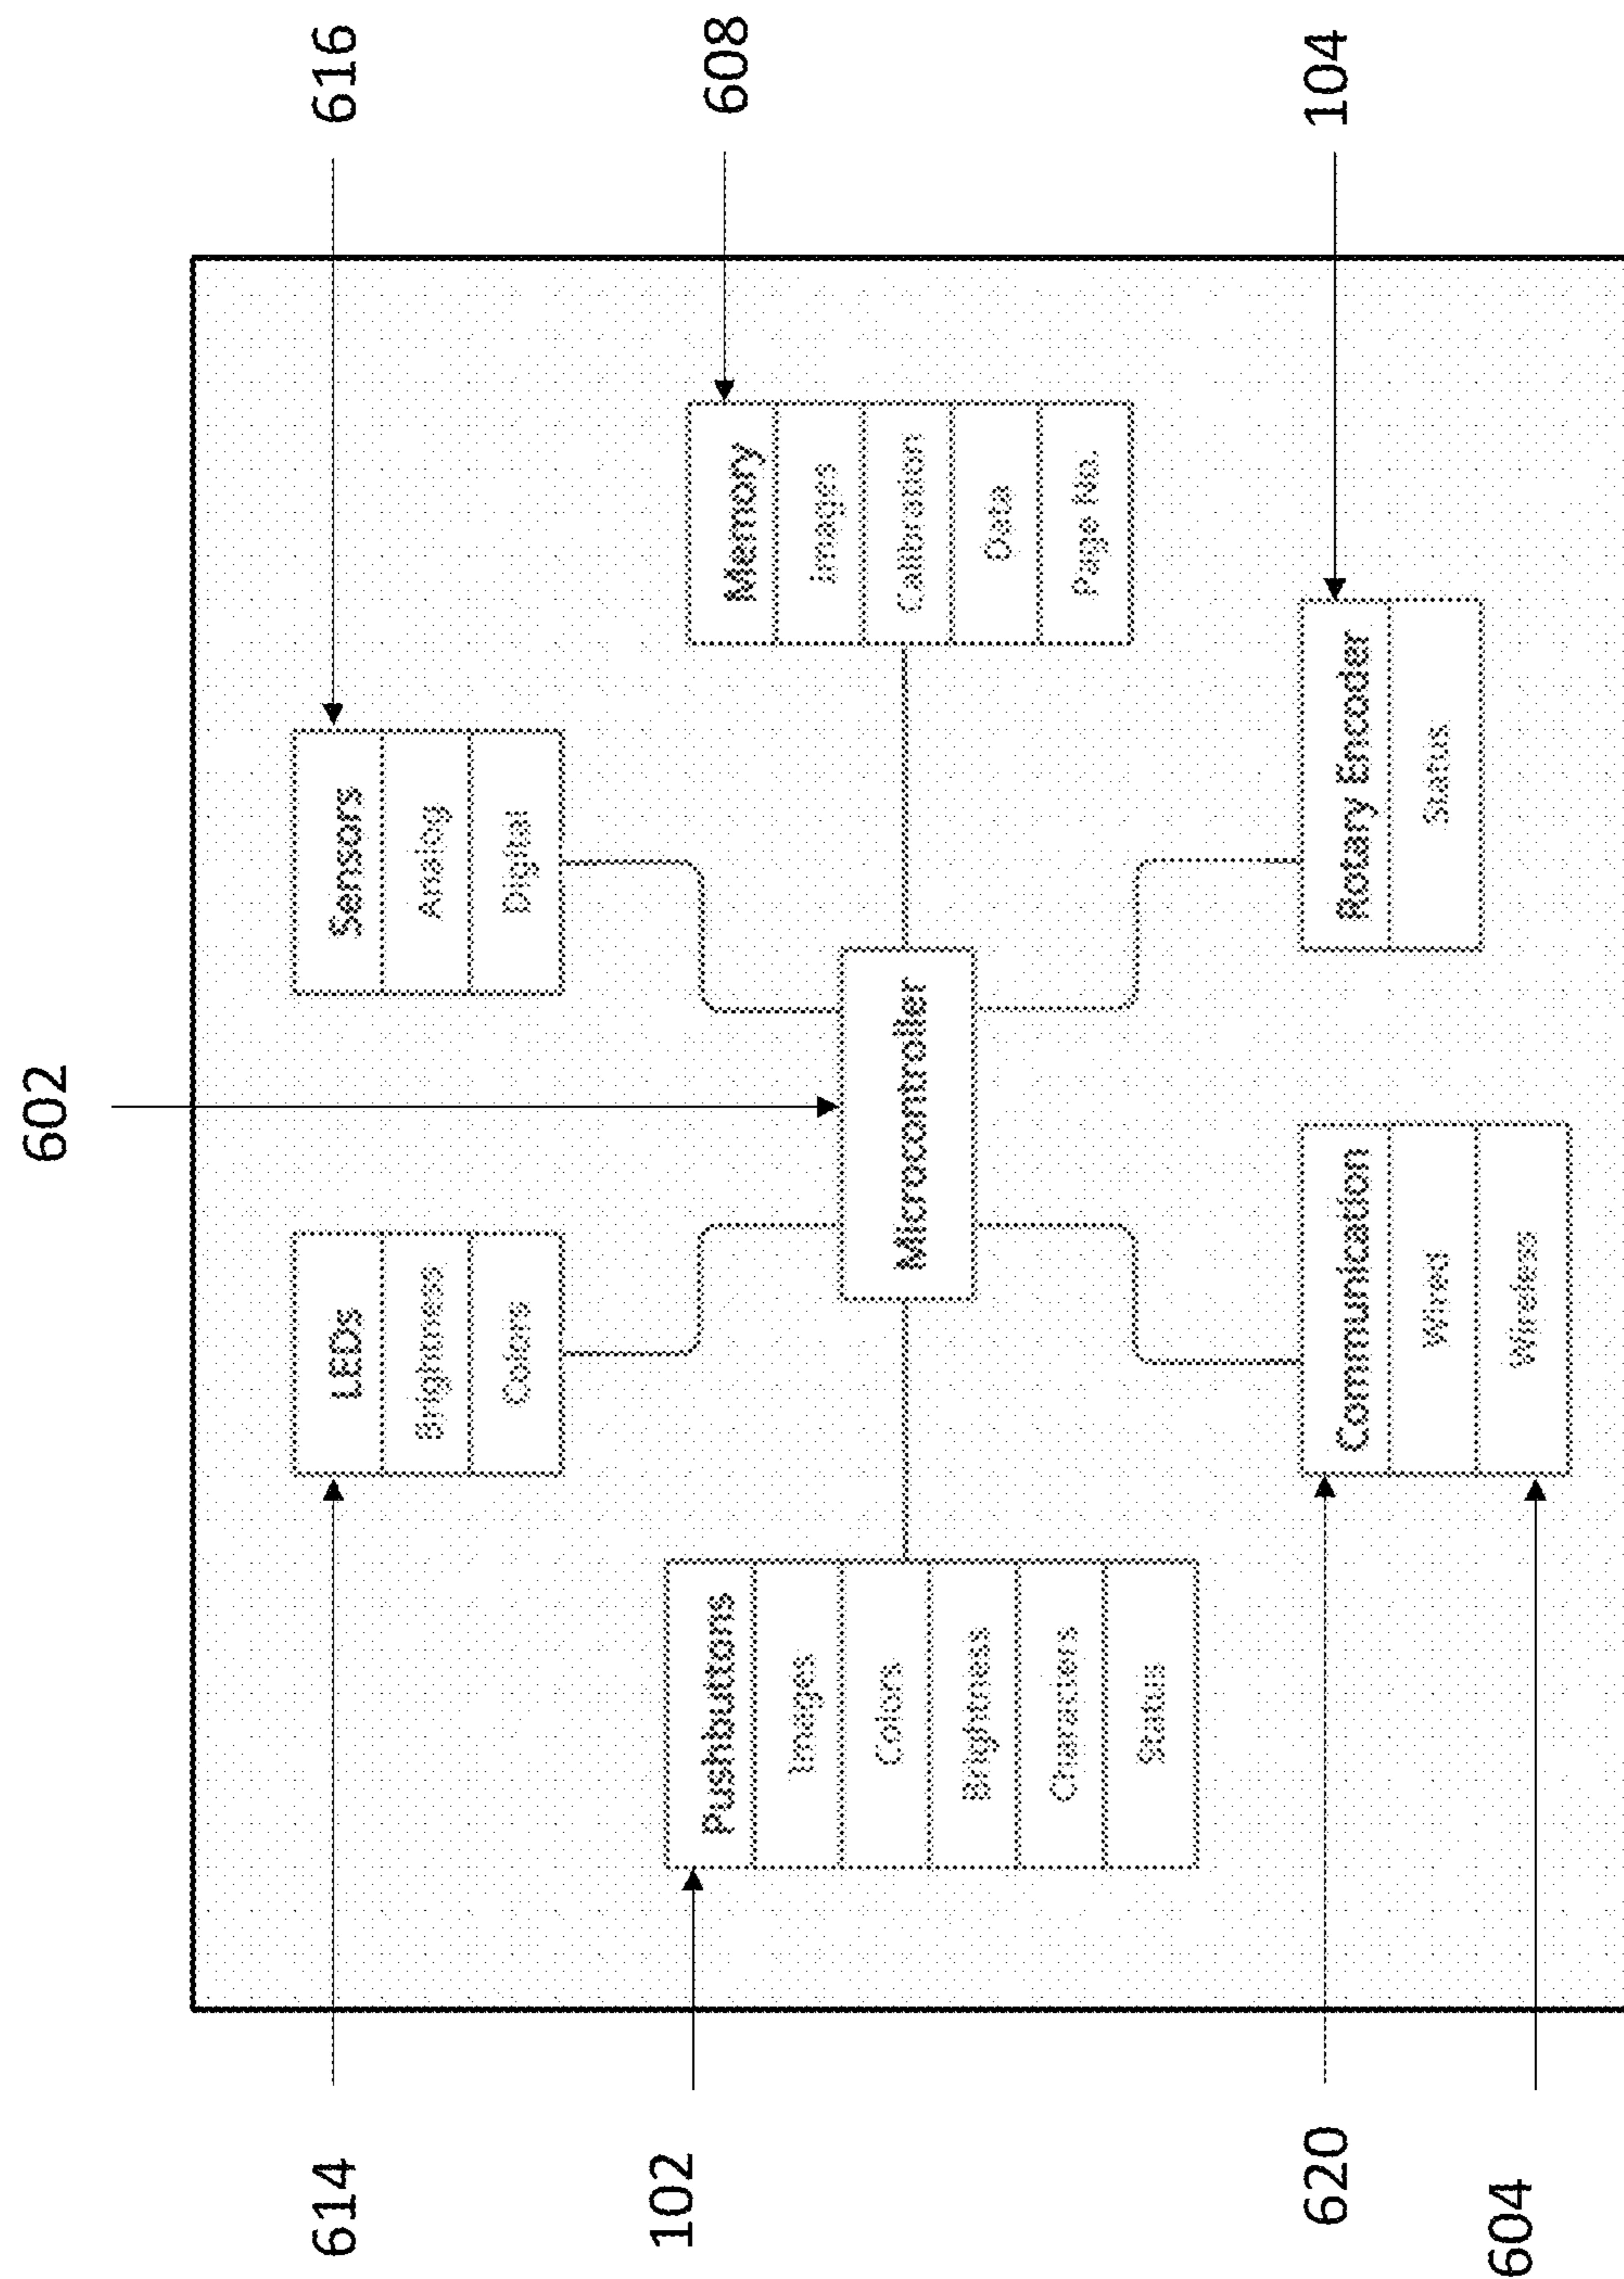 602
614
LEDs
Brightness
Colors
Sensors
Analog
Digital
616
102
Pushbuttons
Images
Colors
Brightness
Characters
Status
Microcontroller
Memory
Images
Calibration
Data
Page No.
608
620
Communication
Wired
Wireless
604
Rotary Encoder
Status
104